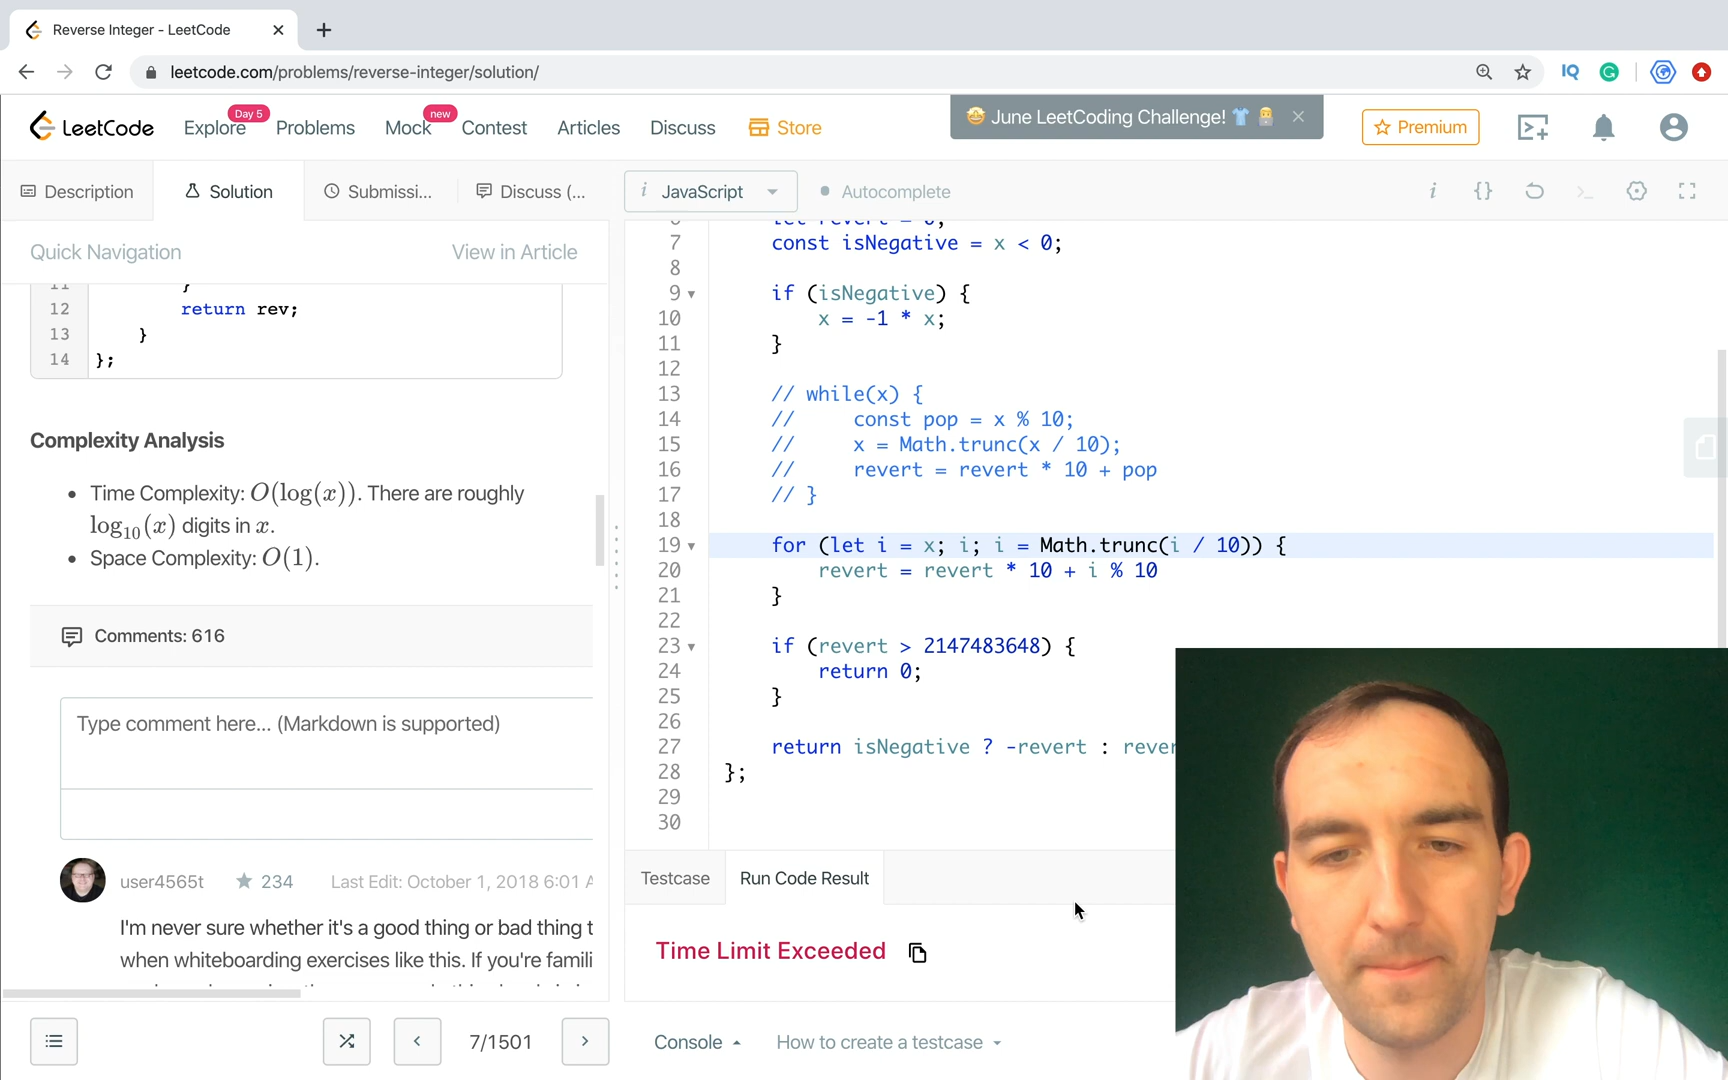 Reverse Integer - LeetCode
leetcode.com/problems/reverse-integer/solution/
IQ
LeetCode
Explore
Day 5
Problems
Mock
new
Contest
Articles
Discuss
Store
🤩 June LeetCoding Challenge! 👕
Premium
Description
Solution
Submissi...
Discuss (...
i JavaScript
Autocomplete
i {}
Quick Navigation
View in Article
11 }
12 return rev;
13 }
14 };
Complexity Analysis
• Time Complexity: O(log(x)). There are roughly
log10(x) digits in x.
• Space Complexity: O(1).
Comments: 616
Type comment here... (Markdown is supported)
user4565t
234
Last Edit: October 1, 2018 6:01 A
I'm never sure whether it's a good thing or bad thing t
when whiteboarding exercises like this. If you're famili
7/1501
6 let revert = 0;
7 const isNegative = x < 0;
8
9 if (isNegative) {
10 x = -1 * x;
11 }
12
13 // while(x) {
14 // const pop = x % 10;
15 // x = Math.trunc(x / 10);
16 // revert = revert * 10 + pop
17 // }
18
19 for (let i = x; i; i = Math.trunc(i / 10)) {
20 revert = revert * 10 + i % 10
21 }
22
23 if (revert > 2147483648) {
24 return 0;
25 }
26
27 return isNegative ? -revert : rever
28 };
29
30
Testcase
Run Code Result
Time Limit Exceeded
Console
How to create a testcase